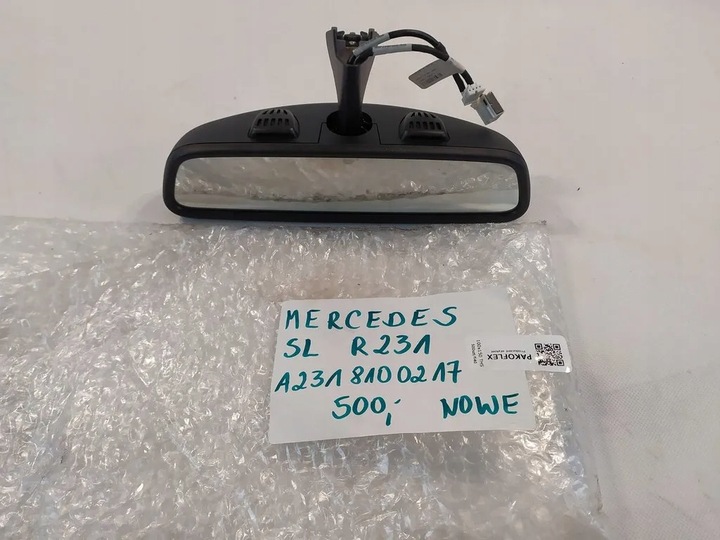 MERCEDES
SL R231
A231 810 02 17
500,- NOWE
PAKOFLEX